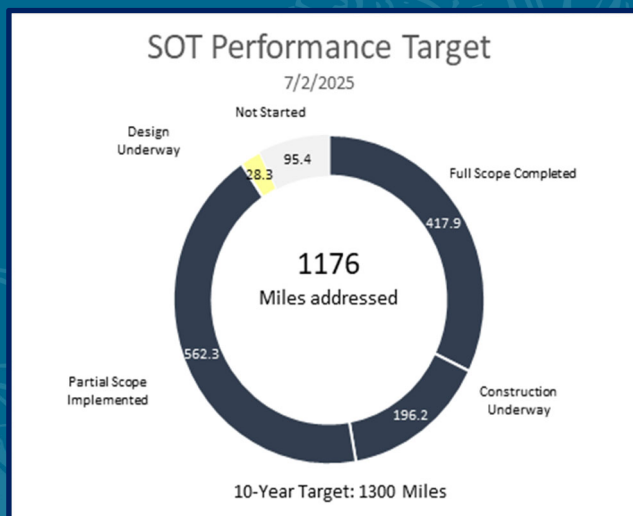 SOT Performance Target
7/2/2025
Not Started
Design
Underway
95.4
28.3
Full Scope Completed
417.9
1176
Miles addressed
562.3
Partial Scope
Implemented
Construction
Underway
196.2
10-Year Target: 1300 Miles